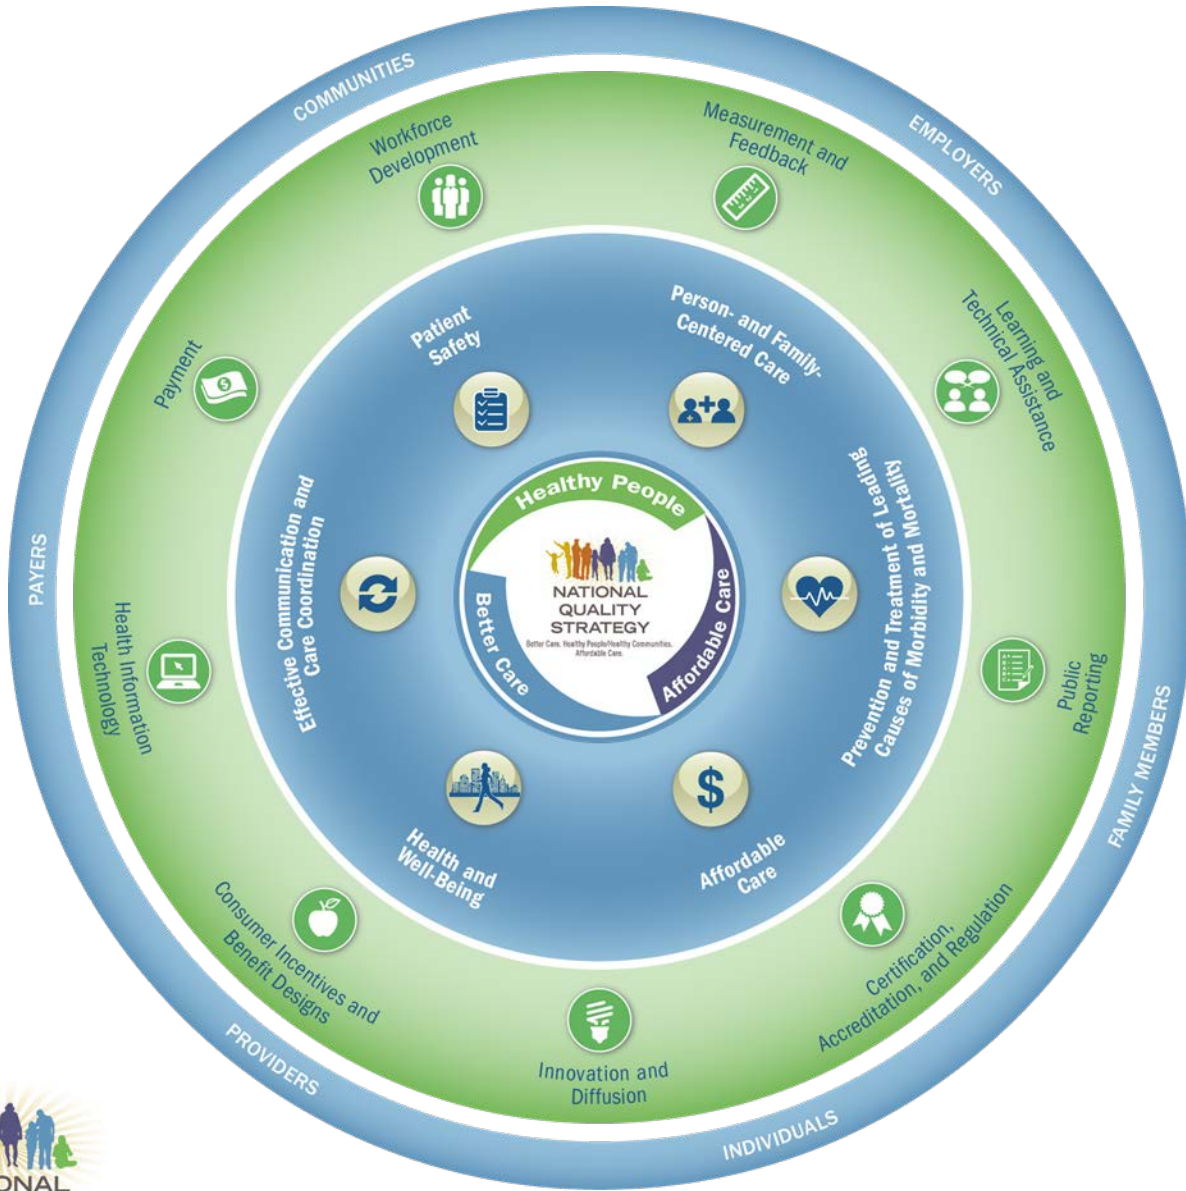 COMMUNITIES
EMPLOYERS
FAMILY MEMBERS
INDIVIDUALS
PROVIDERS
PAYERS
Workforce
Development
Measurement and
Feedback
Learning and
Technical Assistance
Public
Reporting
Certification,
Accreditation, and Regulation
Innovation and
Diffusion
Consumer Incentives and
Benefit Designs
Health Information
Technology
Payment
Patient
Safety
Person- and Family-
Centered Care
Prevention and Treatment of Leading
Causes of Morbidity and Mortality
Affordable
Care
Health and
Well-Being
Effective Communication and
Care Coordination
Healthy People
Affordable Care
Better Care
NATIONAL
QUALITY
STRATEGY
Better Care. Healthy People/Healthy Communities.
Affordable Care.
$
ONAL